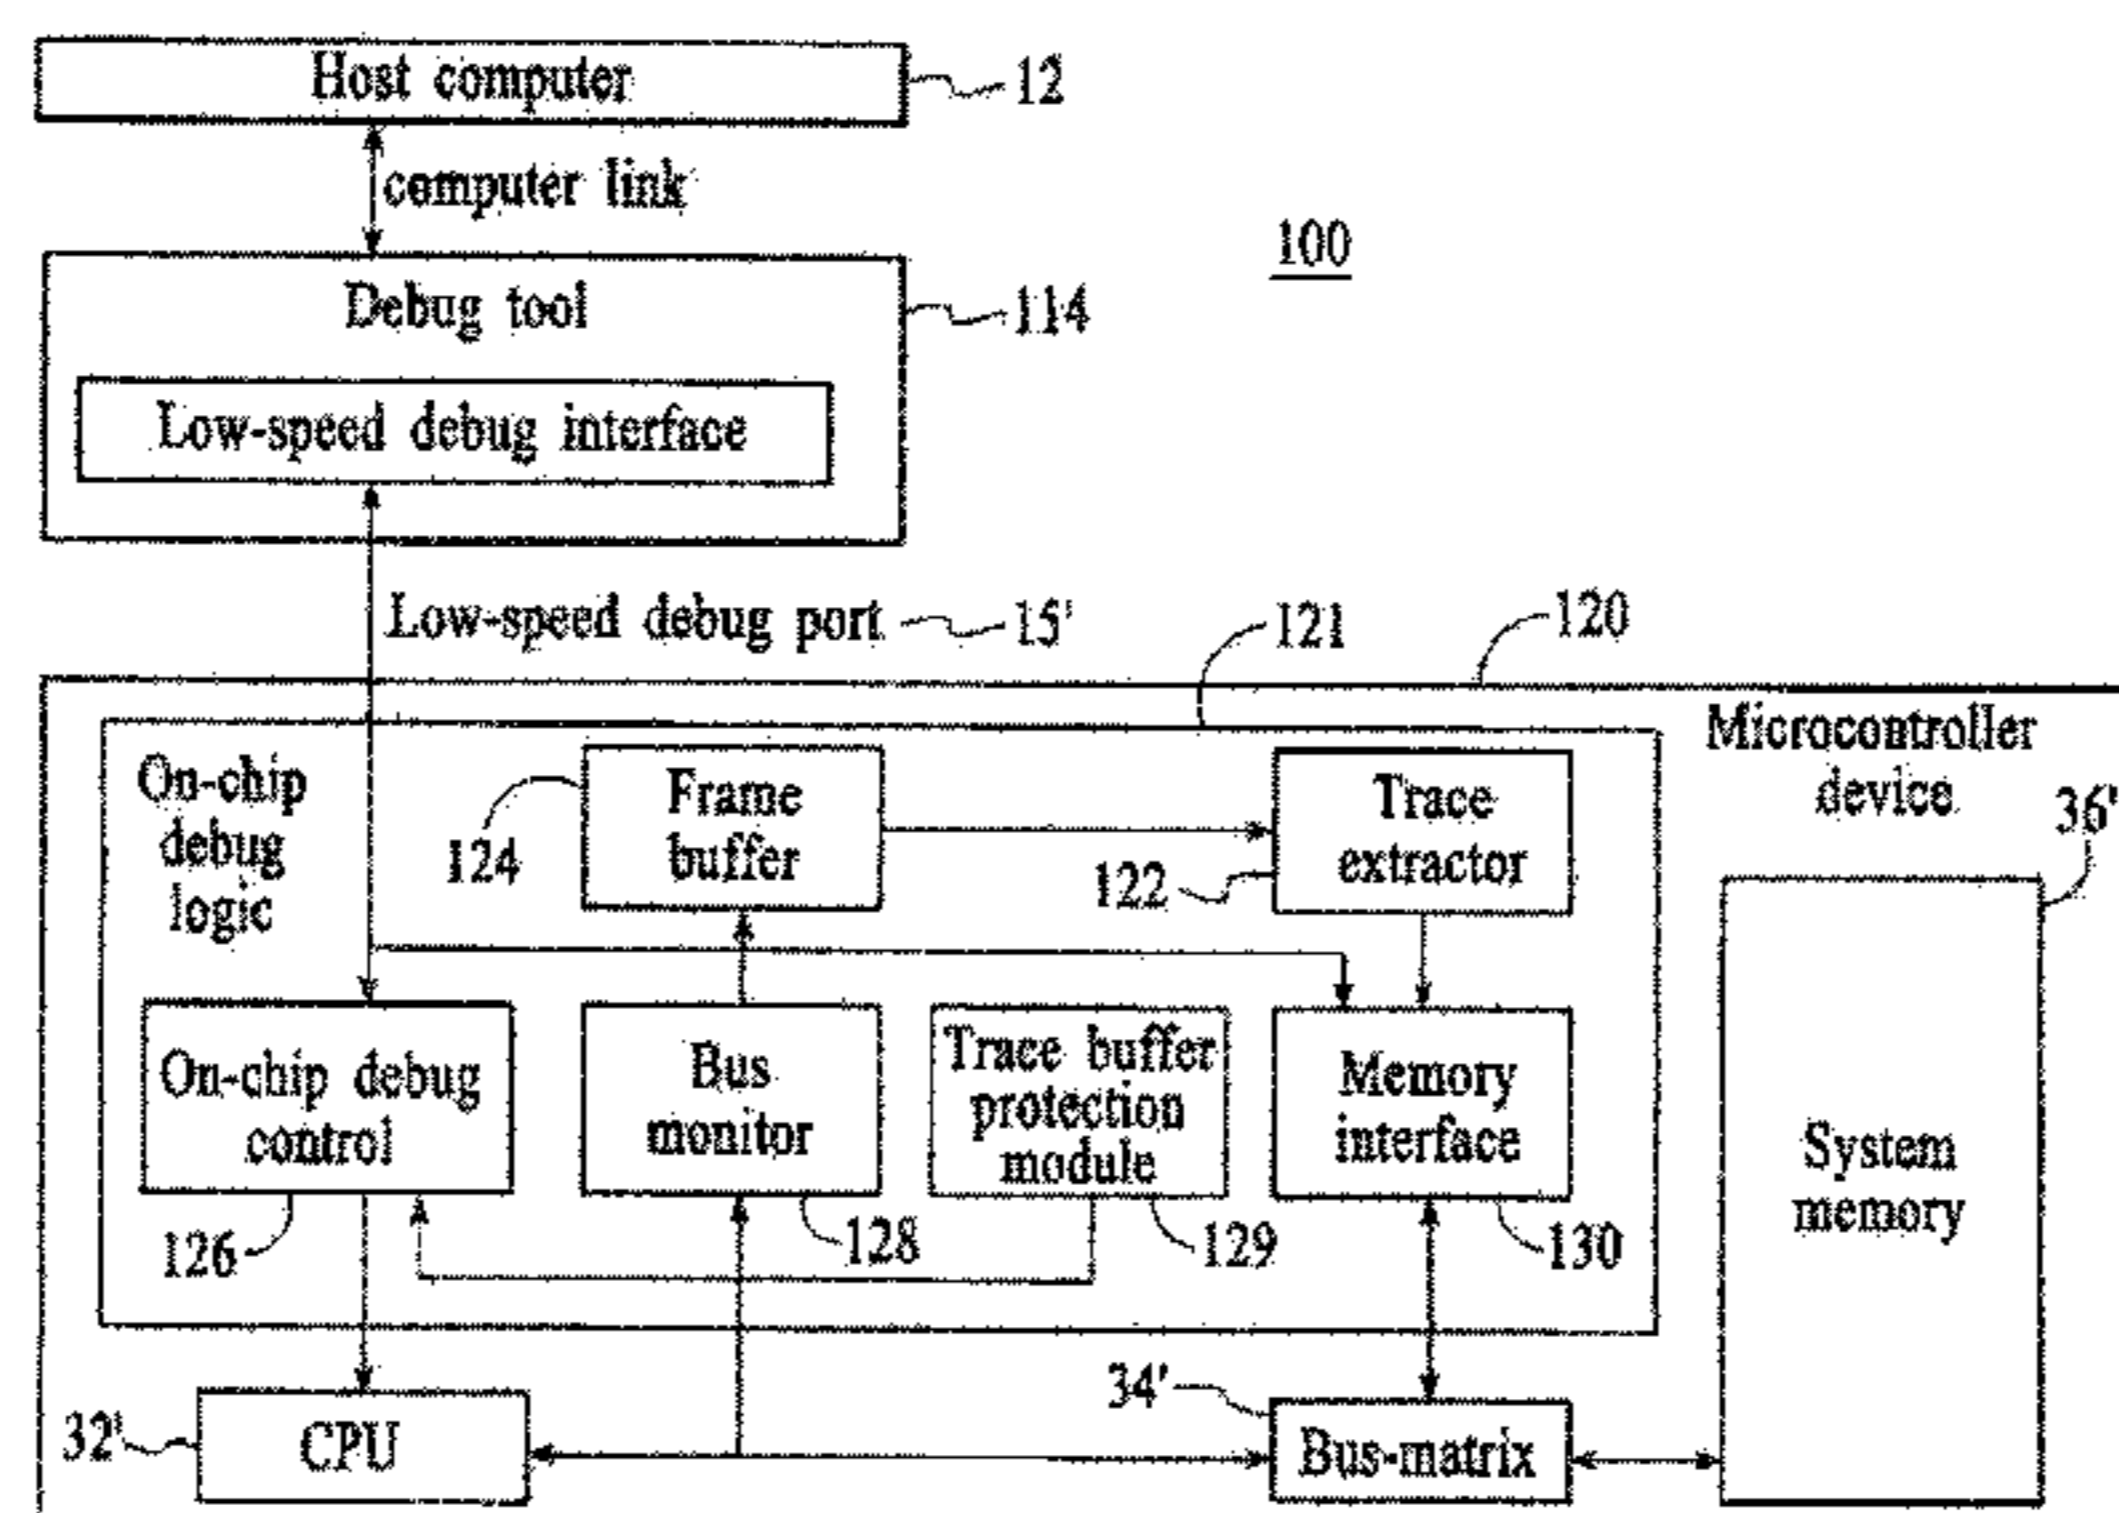 Host computer
12
computer link
100
Debug tool
114
Low-speed debug interface
Low-speed debug port
15'
121
120
Microcontroller
device
On-chip
debug
logic
Frame
buffer
124
Trace
extractor
122
36'
On-chip debug
control
126
Bus
monitor
128
Trace buffer
protection
module
129
Memory
interface
130
System
memory
32'
CPU
34'
Bus-matrix